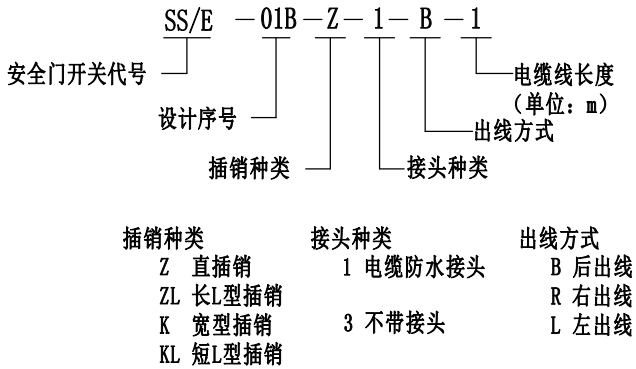 SS/E -01B-Z-1-B-1
安全门开关代号
电缆线长度
（单位：m）
设计序号
出线方式
插销种类
接头种类
插销种类
Z 直插销
ZL 长L型插销
K 宽型插销
KL 短L型插销
接头种类
1 电缆防水接头
3 不带接头
出线方式
B 后出线
R 右出线
L 左出线